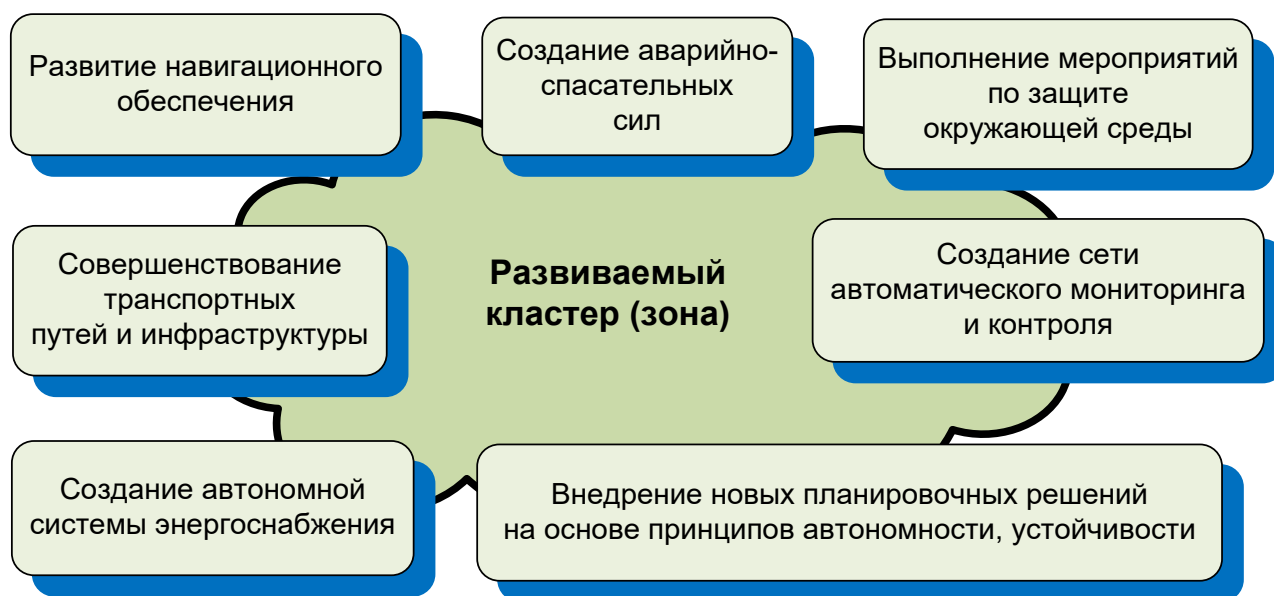 Развитие навигационного
обеспечения
Создание аварийно-
спасательных
сил
Выполнение мероприятий
по защите
окружающей среды
Совершенствование
транспортных
путей и инфраструктуры
Развиваемый
кластер (зона)
Создание сети
автоматического мониторинга
и контроля
Создание автономной
системы энергоснабжения
Внедрение новых планировочных решений
на основе принципов автономности, устойчивости